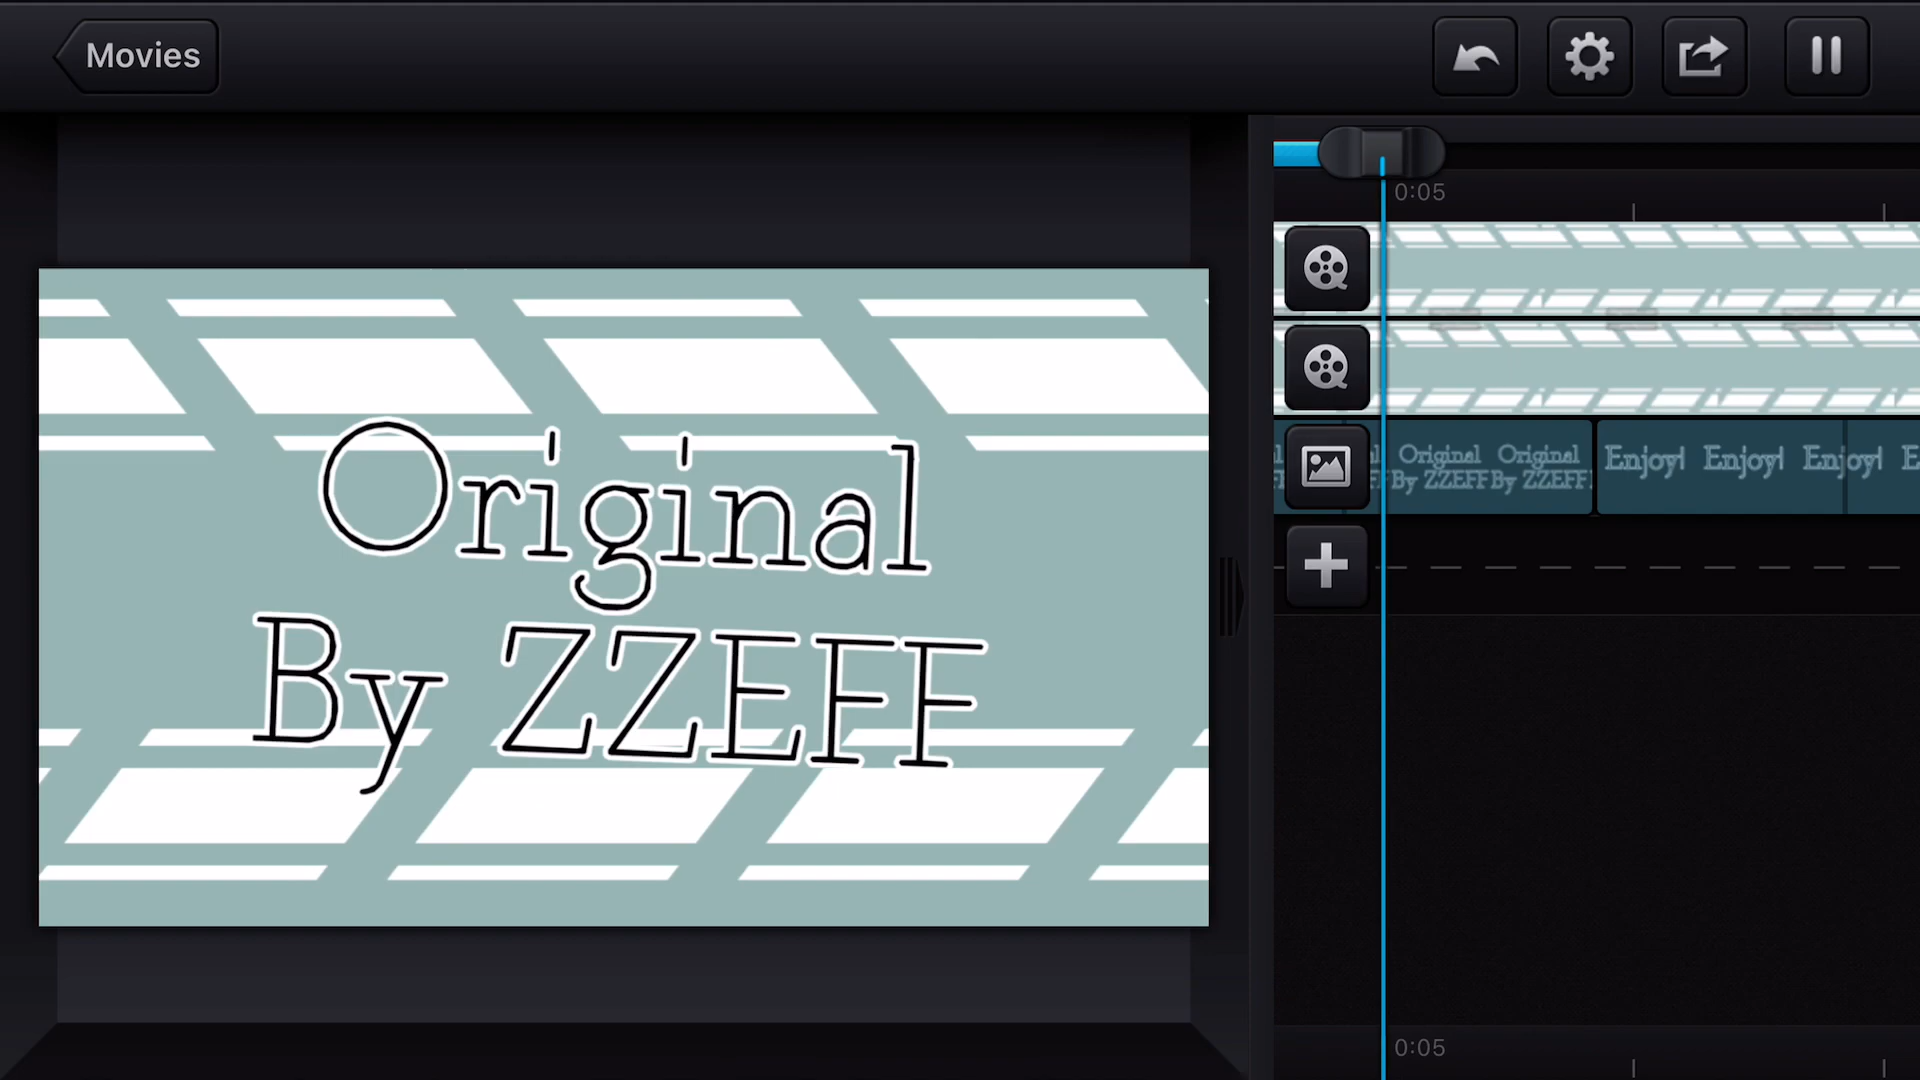 Movies
0:05
Original
By ZZEFF
Original Original
By ZZEFF By ZZEFF
Enjoy! Enjoy! Enjoy!
0:05